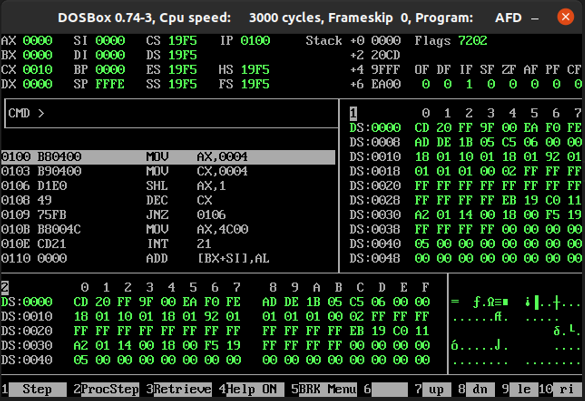 DOSBox 0.74-3, Cpu speed: 3000 cycles, Frameskip 0, Program: AFD
AX 0000 SI 0000 CS 19F5 IP 0100 Stack +0 0000 Flags 7202
BX 0000 DI 0000 DS 19F5 +2 20CD
CX 0010 BP 0000 ES 19F5 HS 19F5 +4 9FFF OF DF IF SF ZF AF PF CF
DX 0000 SP FFFE SS 19F5 FS 19F5 +6 EA00 0 0 1 0 0 0 0 0
CMD >
1 0 1 2 3 4 5 6 7
DS:0000 CD 20 FF 9F 00 EA F0 FE
DS:0008 AD DE 1B 05 C5 06 00 00
DS:0010 18 01 10 01 18 01 92 01
DS:0018 01 01 01 00 02 FF FF FF
DS:0020 FF FF FF FF FF FF FF FF
DS:0028 FF FF FF FF EB 19 C0 11
DS:0030 A2 01 14 00 18 00 F5 19
DS:0038 FF FF FF FF 00 00 00 00
DS:0040 05 00 00 00 00 00 00 00
DS:0048 00 00 00 00 00 00 00 00
0100 B80400 MOV AX,0004
0103 B90400 MOV CX,0004
0106 D1E0 SHL AX,1
0108 49 DEC CX
0109 75FB JNZ 0106
010B B8004C MOV AX,4C00
010E CD21 INT 21
0110 0000 ADD [BX+SI],AL
2 0 1 2 3 4 5 6 7 8 9 A B C D E F
DS:0000 CD 20 FF 9F 00 EA F0 FE AD DE 1B 05 C5 06 00 00
DS:0010 18 01 10 01 18 01 92 01 01 01 01 00 02 FF FF FF
DS:0020 FF FF FF FF FF FF FF FF FF FF FF FF EB 19 C0 11
DS:0030 A2 01 14 00 18 00 F5 19 FF FF FF FF 00 00 00 00
DS:0040 05 00 00 00 00 00 00 00 00 00 00 00 00 00 00 00
1 Step 2 ProcStep 3 Retrieve 4 Help ON 5 BRK Menu 6 7 up 8 dn 9 le 10 ri